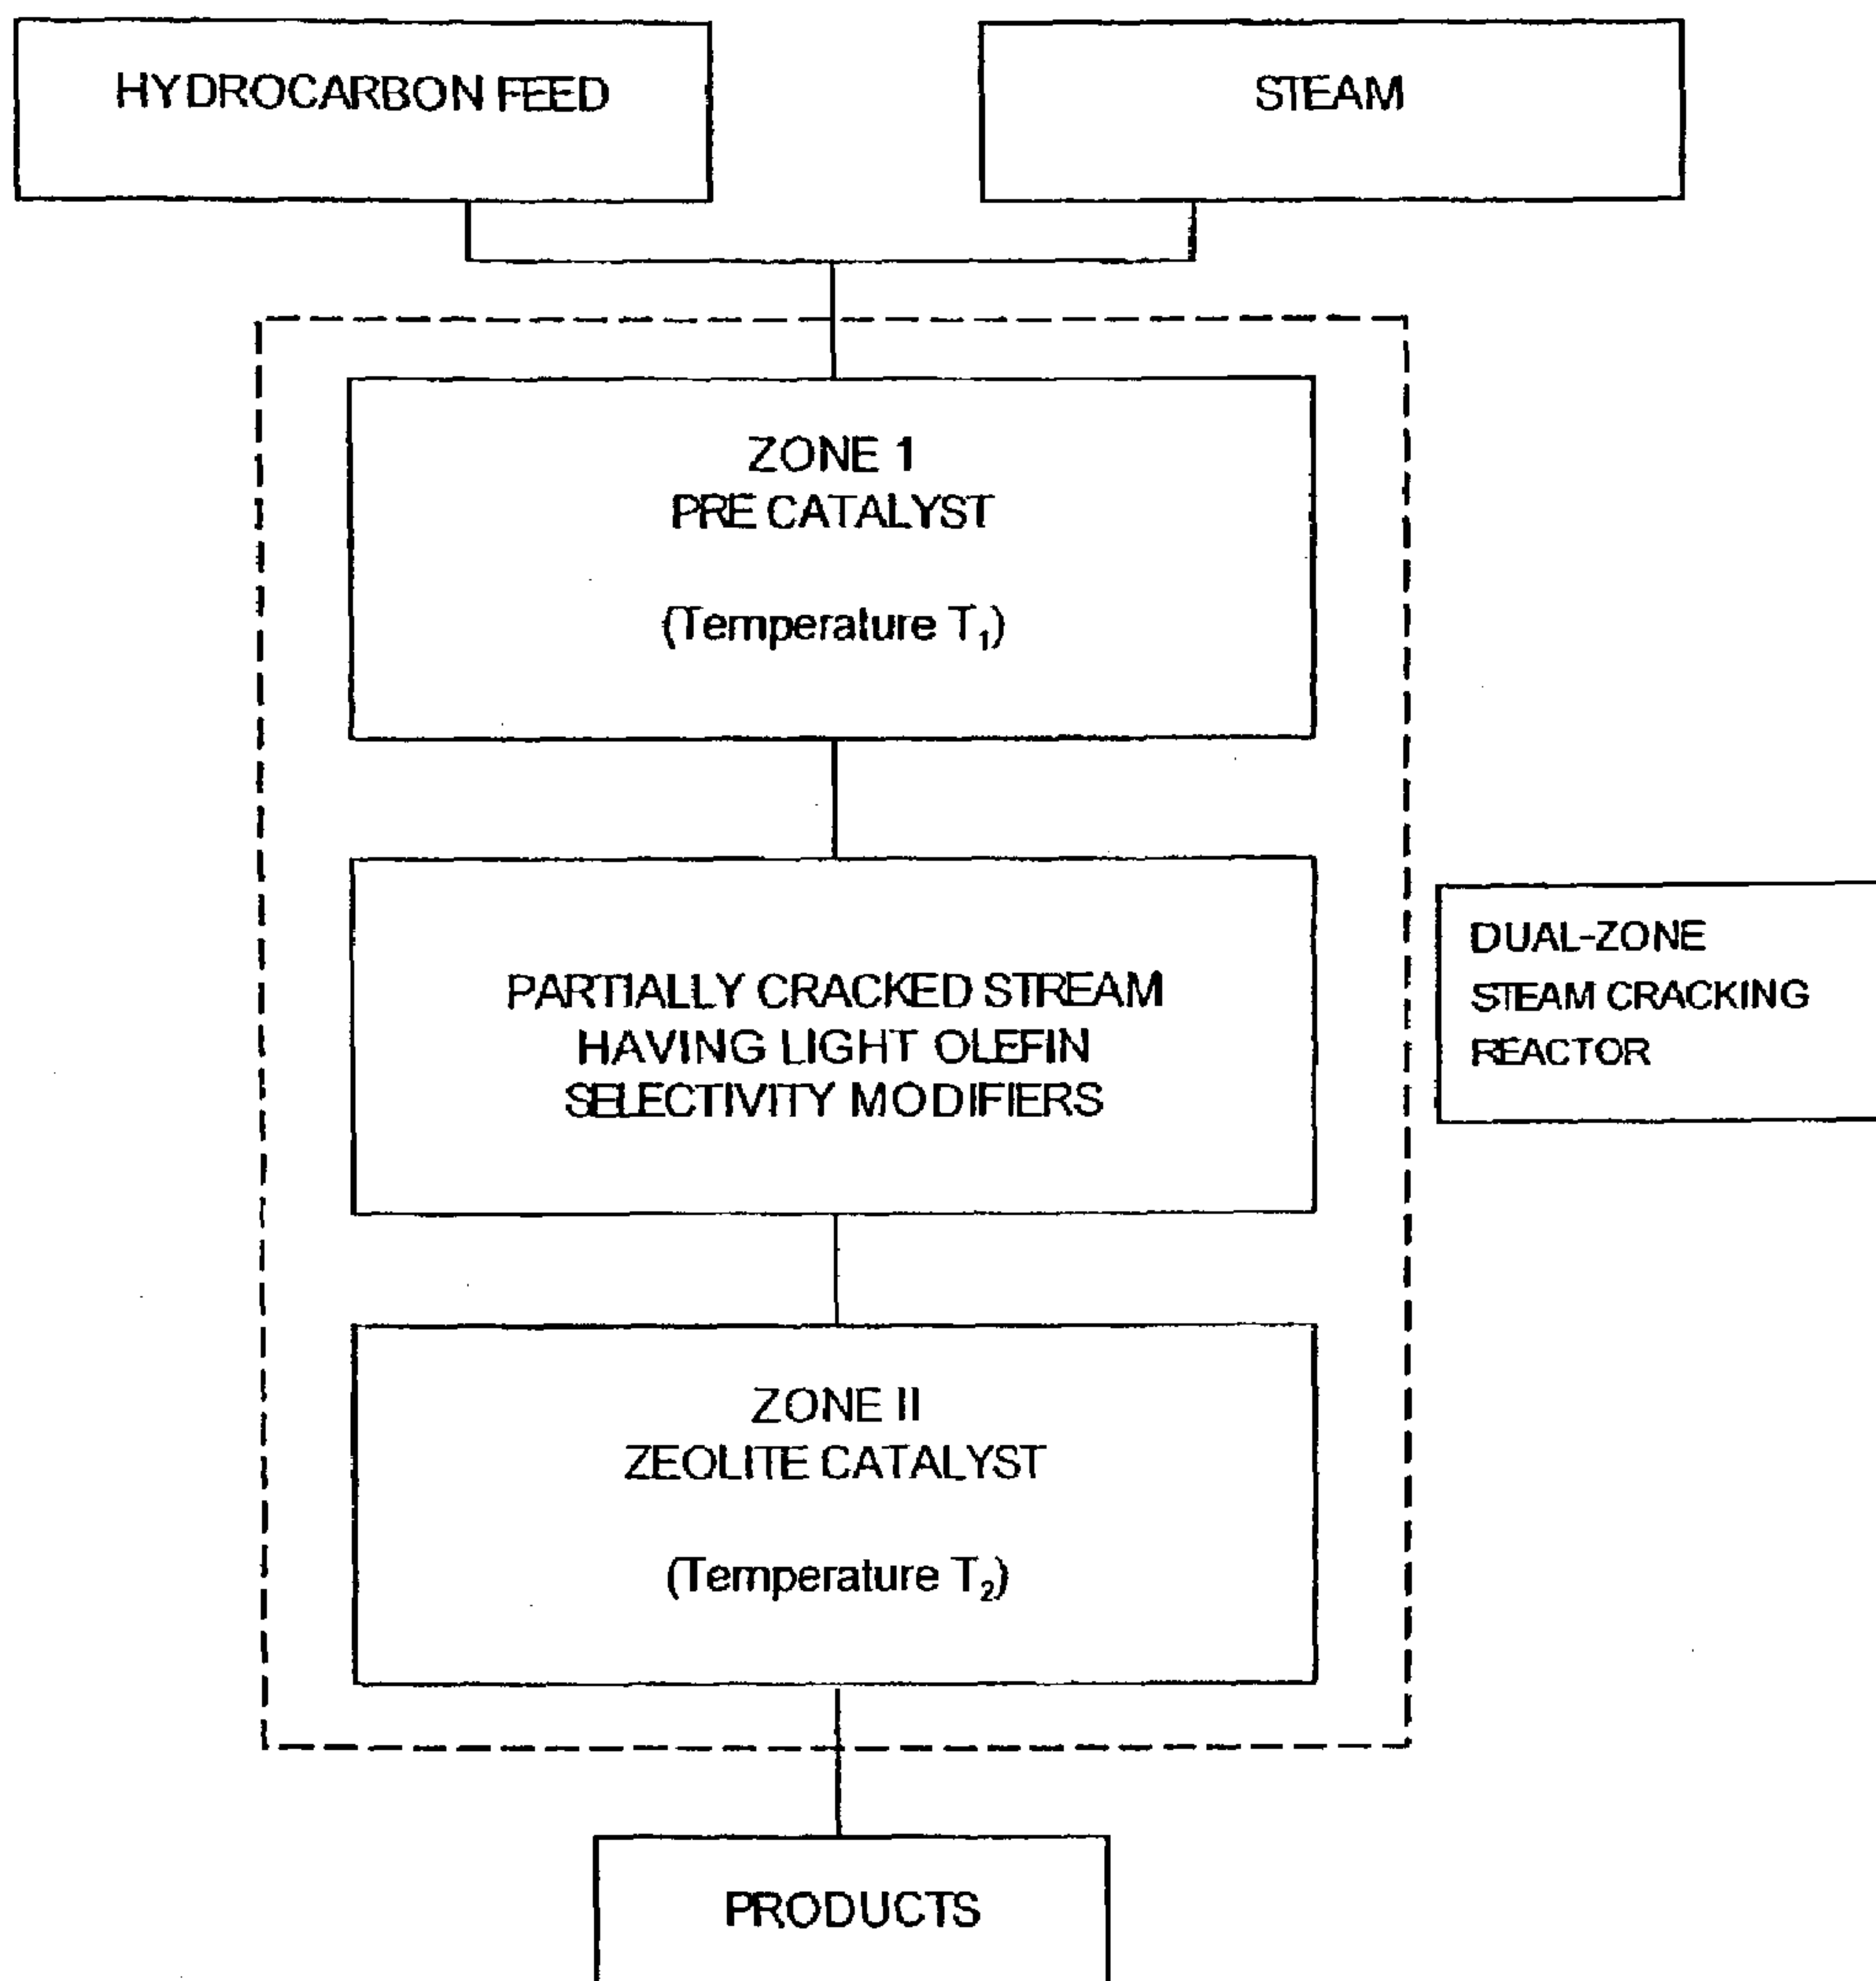 HYDROCARBON FEED
STEAM
ZONE 1
PRE CATALYST
(Temperature T₁)
PARTIALLY CRACKED STREAM
HAVING LIGHT OLEFIN
SELECTIVITY MODIFIERS
DUAL-ZONE
STEAM CRACKING
REACTOR
ZONE II
ZEOLITE CATALYST
(Temperature T₂)
PRODUCTS